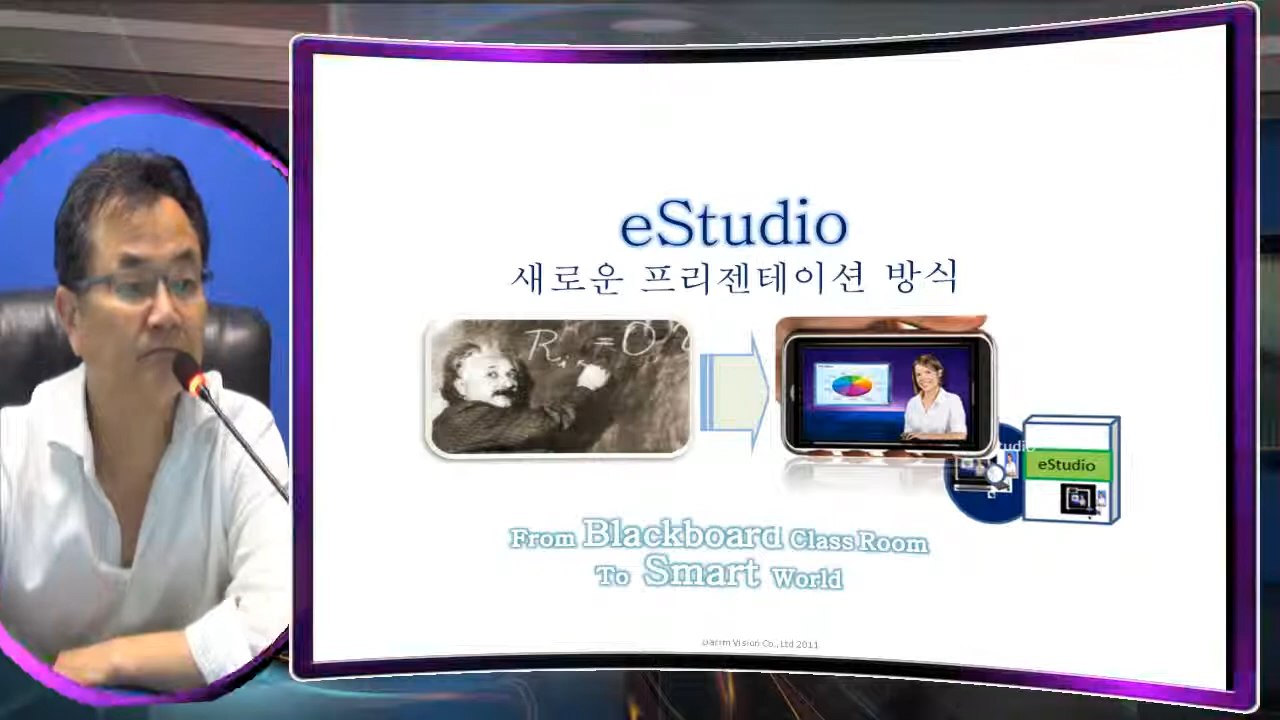 eStudio
새로운 프리젠테이션 방식
R = 0
eStudio
From Blackboard Class Room
To Smart World
Darim Vision Co., Ltd 2011